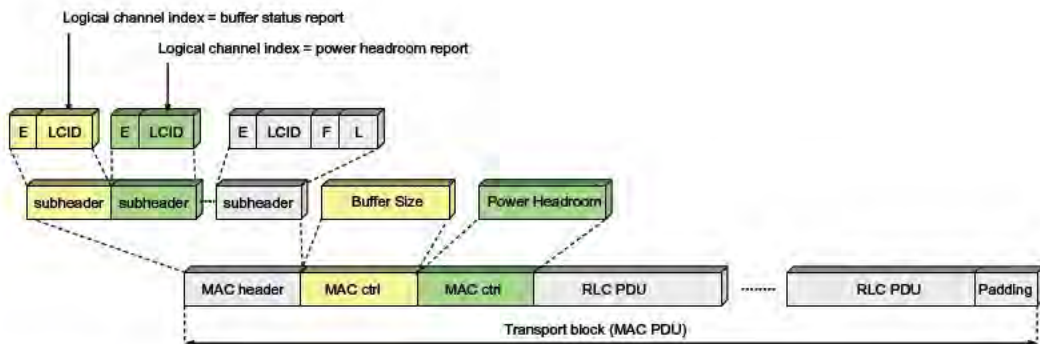 Logical channel index = buffer status report
Logical channel index = power headroom report
E LCID E LCID E LCID F L
subheader subheader subheader Buffer Size Power Headroom
MAC header MAC ctrl MAC ctrl RLC PDU RLC PDU Padding
Transport block (MAC PDU)